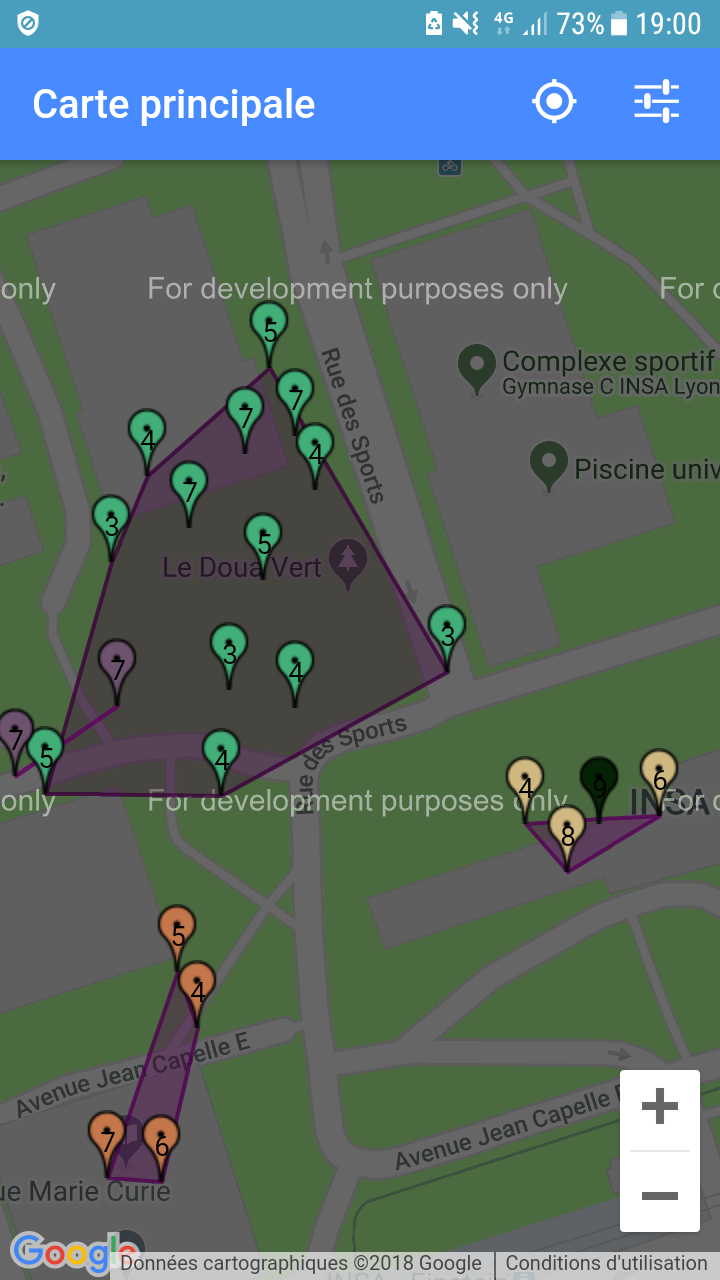 4G 73% 19:00
Carte principale
only For development purposes only For d
5
Rue des Sports
Complexe sportif
Gymnase C INSA Lyon
7
7
4
4
Piscine univ
7
3
5
Le Doua Vert
3
3
4
7
7
5
4
Rue des Sports
4
9
6
only For development purposes only For d
INSA
8
5
4
Avenue Jean Capelle E
7
6
Avenue Jean Capelle E
+
−
ue Marie Curie
Google
Données cartographiques ©2018 Google
Conditions d'utilisation
INSA - Einstein